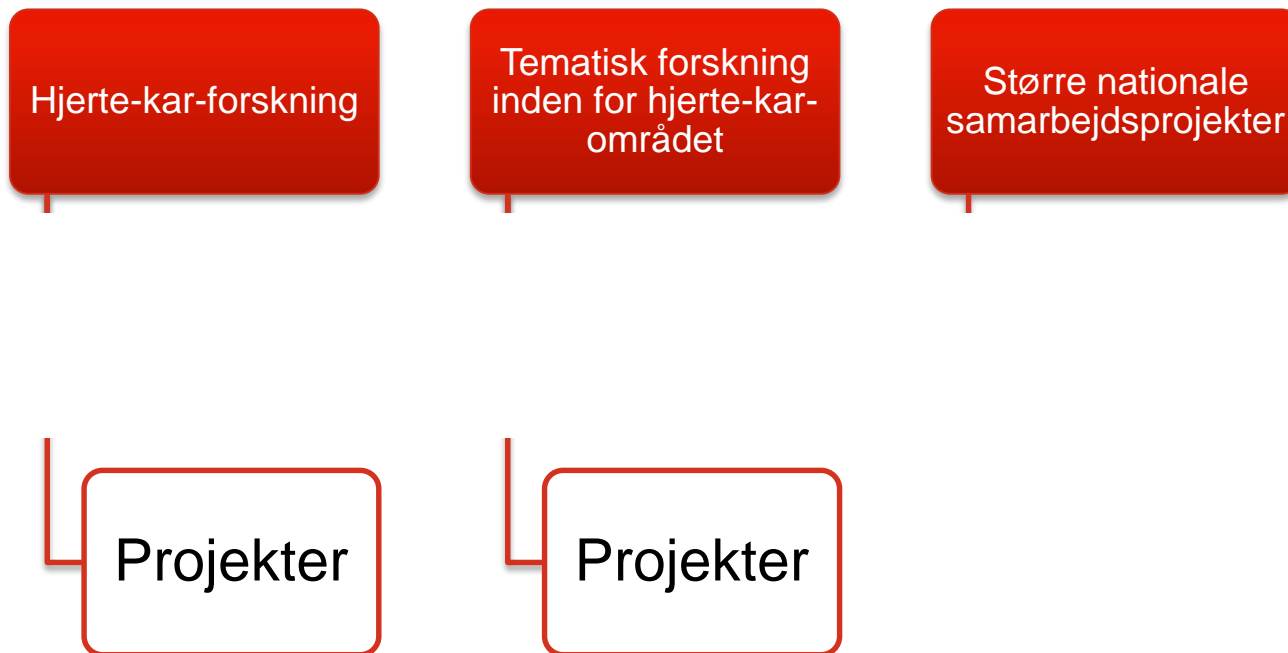 Hjerte-kar-forskning
Tematisk forskning
inden for hjerte-kar-
området
Større nationale
samarbejdsprojekter
Projekter
Projekter